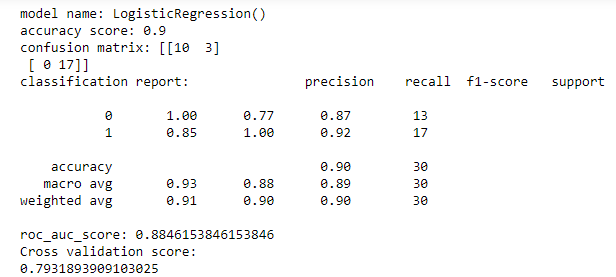 model name: LogisticRegression()
accuracy score: 0.9
confusion matrix: [[10  3]
 [ 0 17]]
classification report:               precision    recall  f1-score   support

           0       1.00      0.77      0.87        13
           1       0.85      1.00      0.92        17

    accuracy                           0.90        30
   macro avg       0.93      0.88      0.89        30
weighted avg       0.91      0.90      0.90        30

roc_auc_score: 0.8846153846153846
Cross validation score:
0.7931893909103025